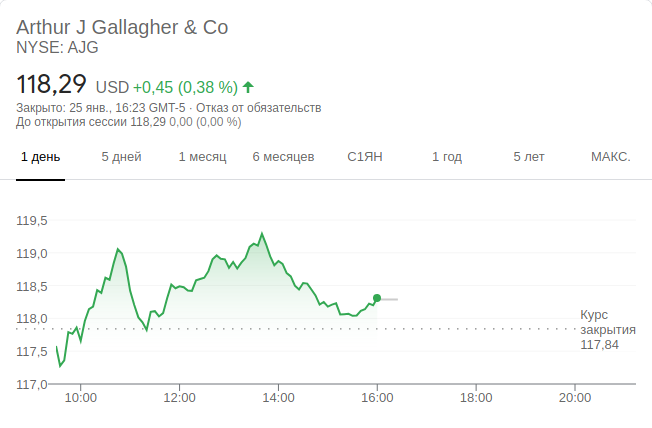 Arthur J Gallagher & Co
NYSE: AJG
118,29 USD +0,45 (0,38 %)
Закрыто: 25 янв., 16:23 GMT-5 · Отказ от обязательств
До открытия сессии 118,29 0,00 (0,00 %)
1 день 5 дней 1 месяц 6 месяцев С1ЯН 1 год 5 лет МАКС.
119,5
119,0
118,5
118,0
Курс
закрытия
117,84
117,5
117,0
10:00 12:00 14:00 16:00 18:00 20:00